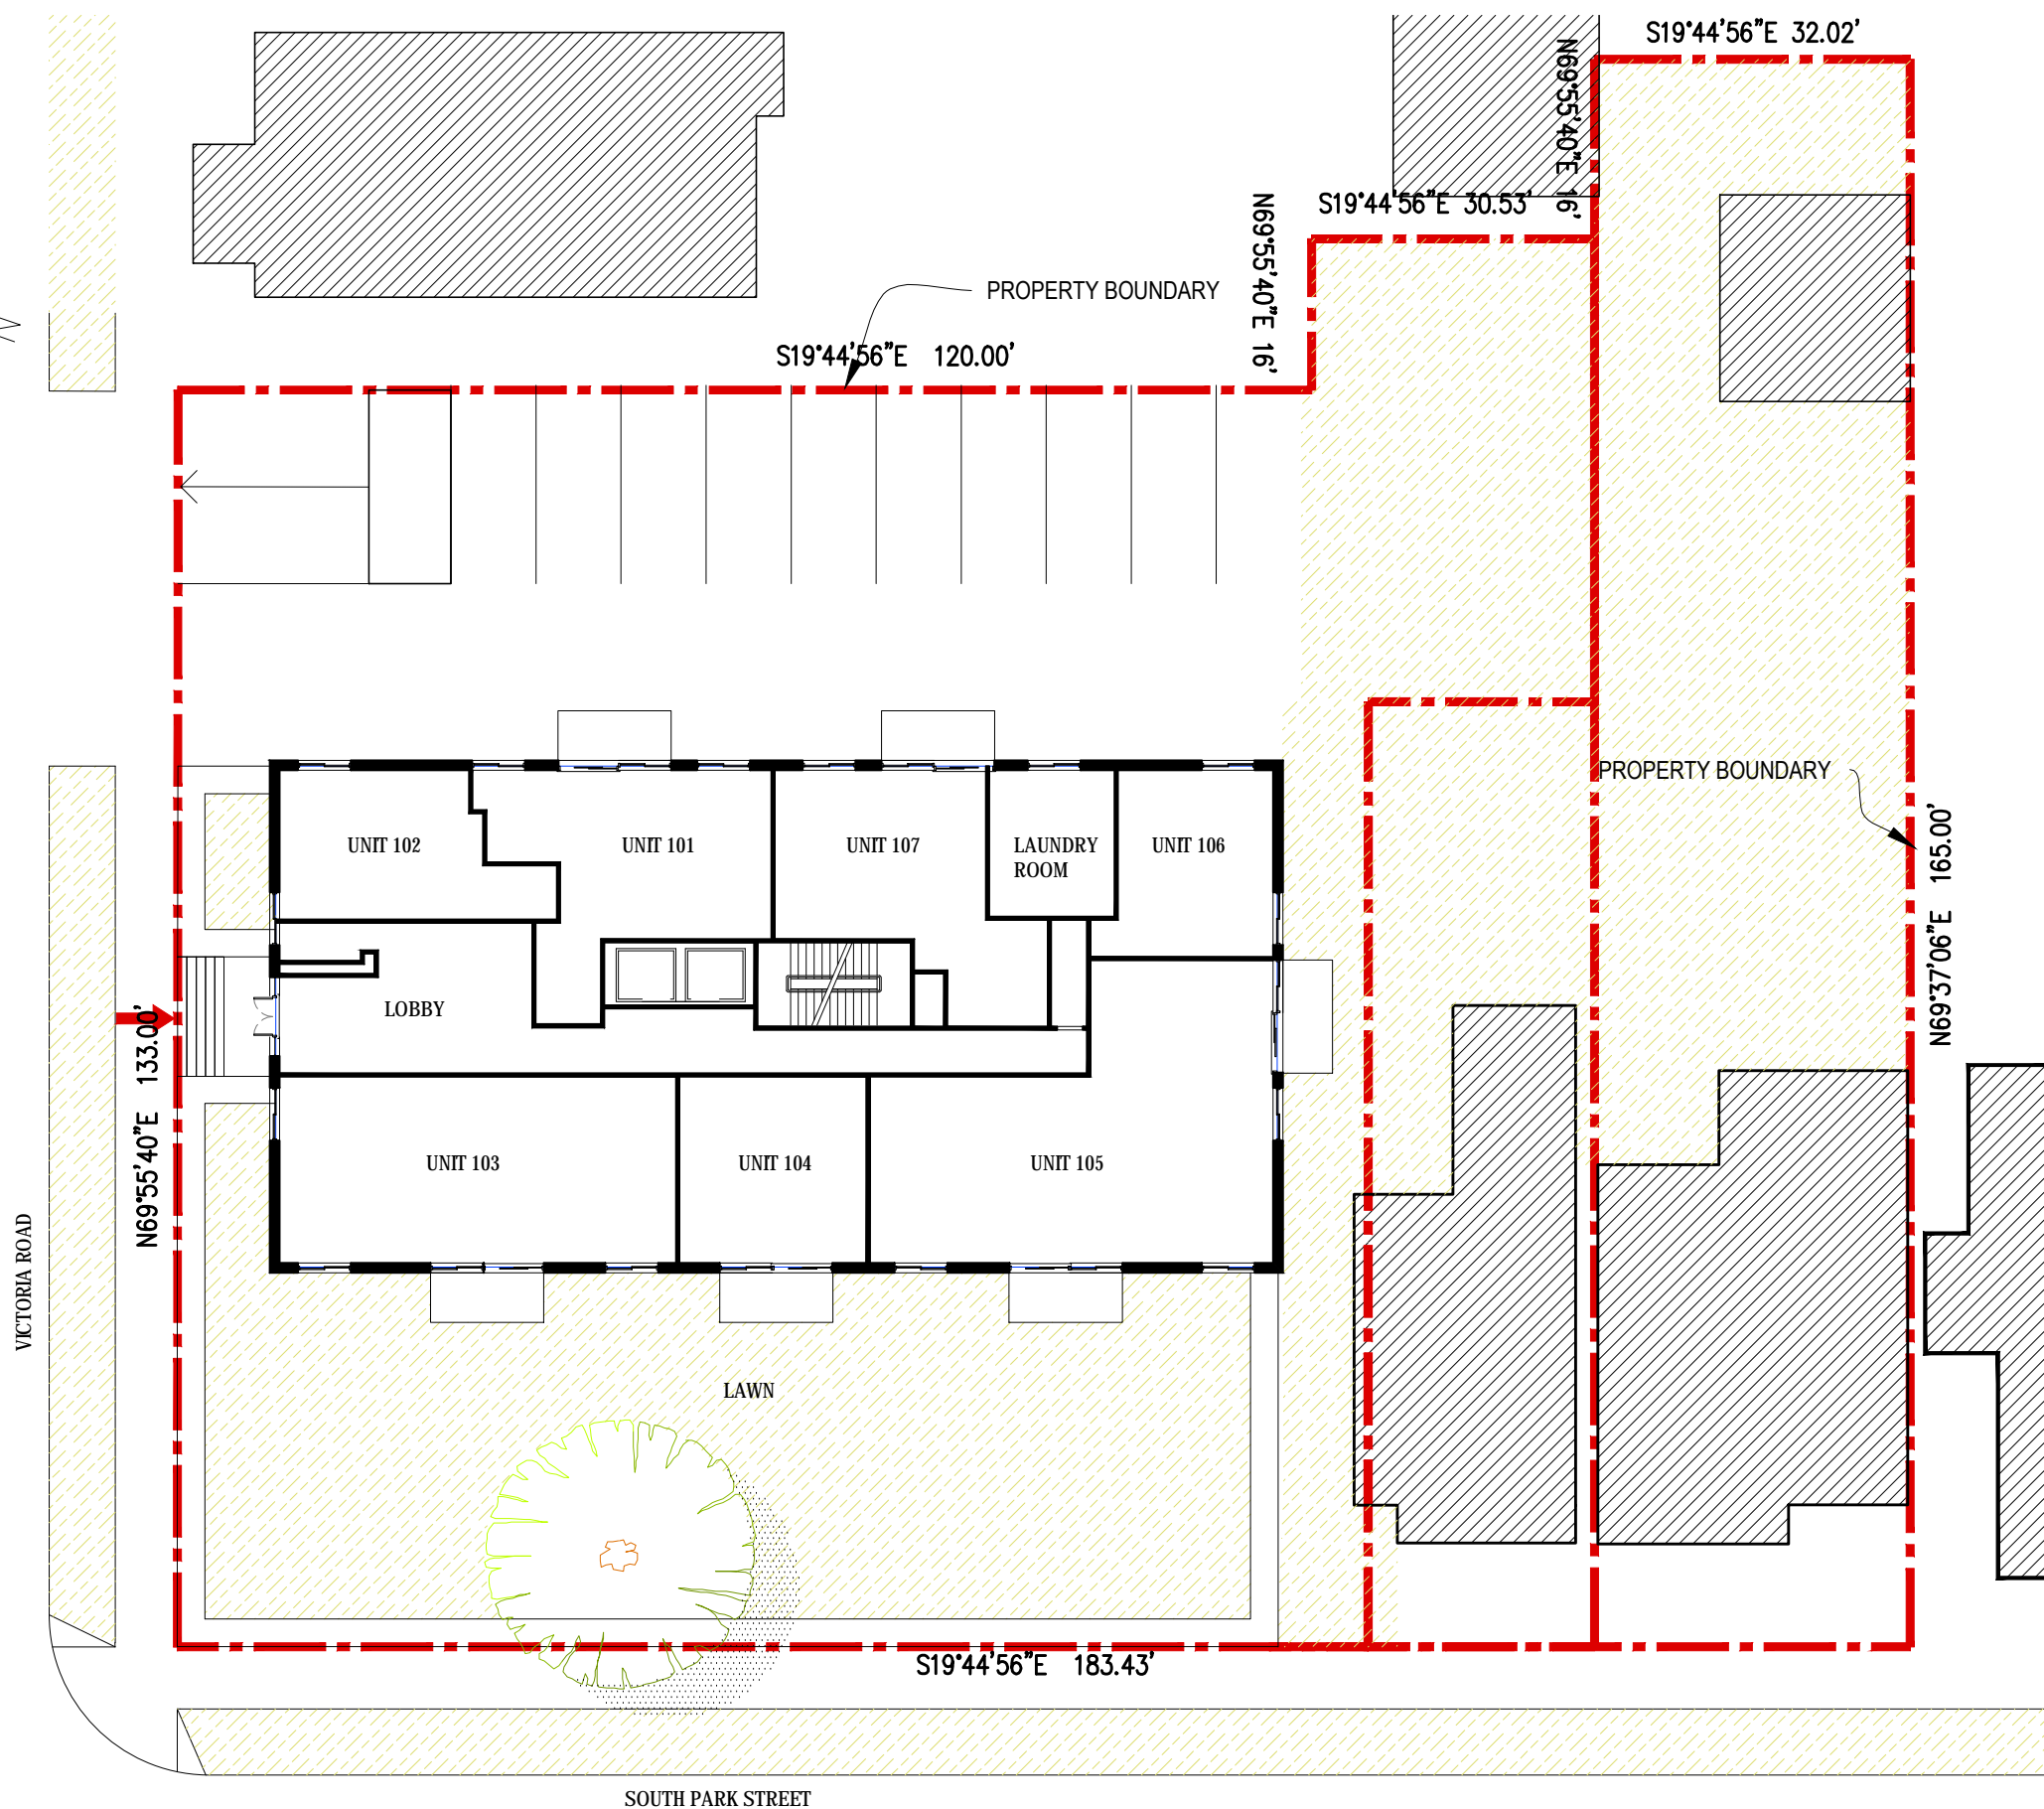 S19°44'56"E 32.02'
N69°55'40"E 16'
S19°44'56"E 30.53'
N69°55'40"E 16'
PROPERTY BOUNDARY
S19°44'56"E 120.00'
PROPERTY BOUNDARY
UNIT 102
UNIT 101
UNIT 107
LAUNDRY
ROOM
UNIT 106
N69°37'06"E 165.00'
LOBBY
N69°55'40"E 133.00'
UNIT 103
UNIT 104
UNIT 105
VICTORIA ROAD
LAWN
S19°44'56"E 183.43'
SOUTH PARK STREET